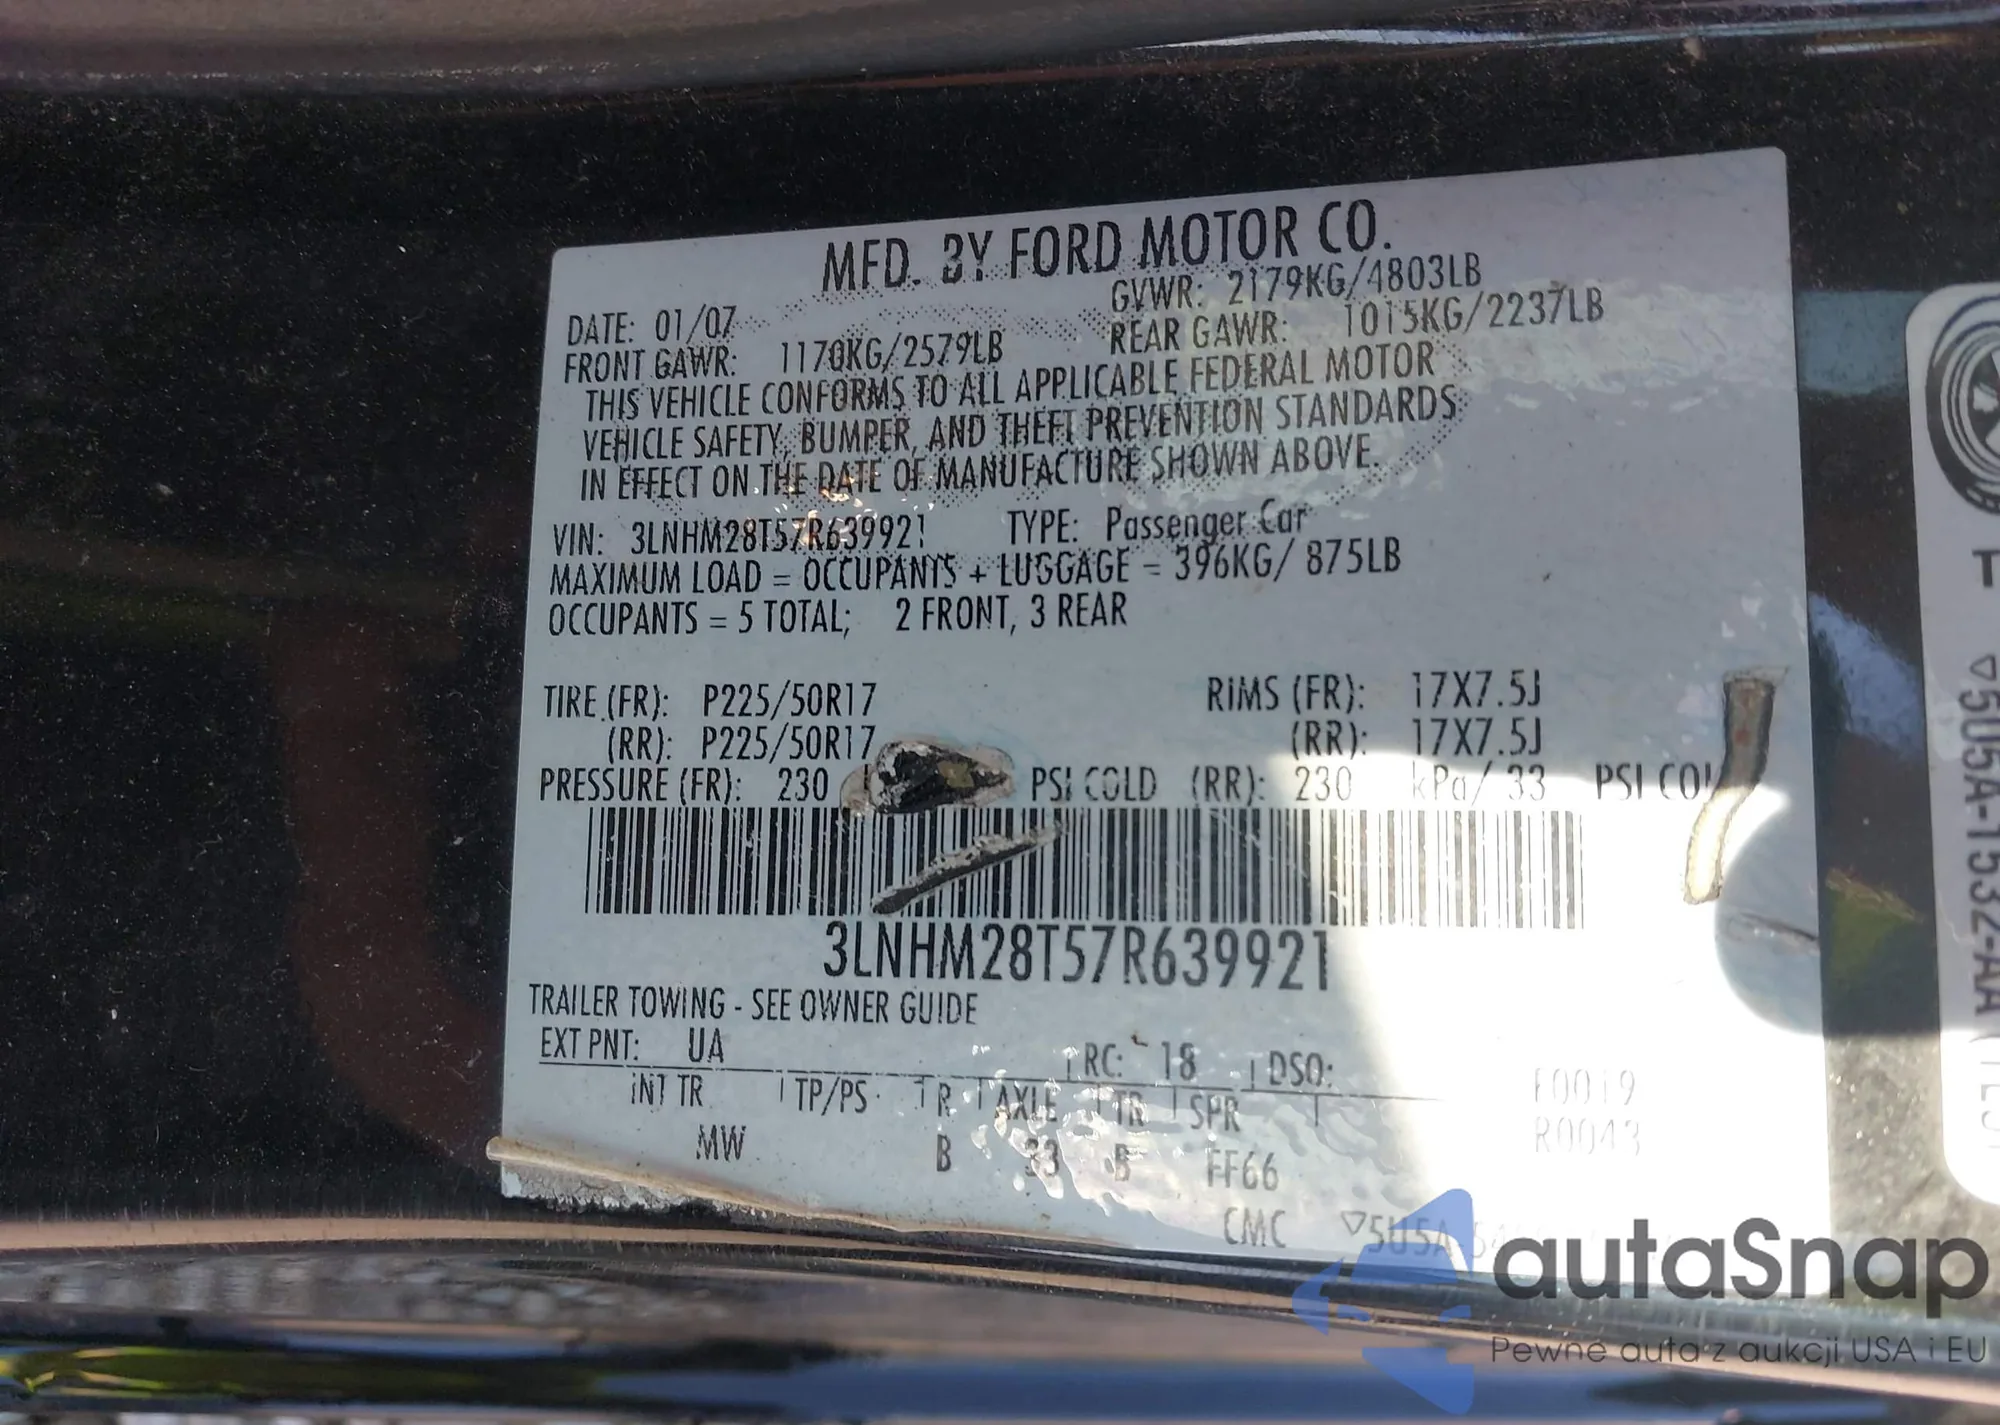 MFD. BY FORD MOTOR CO.
DATE: 01/07
GVWR: 2179KG/4803LB
FRONT GAWR: 1170KG/2579LB
REAR GAWR: 1015KG/2237LB
THIS VEHICLE CONFORMS TO ALL APPLICABLE FEDERAL MOTOR
VEHICLE SAFETY, BUMPER, AND THEFT PREVENTION STANDARDS
IN EFFECT ON THE DATE OF MANUFACTURE SHOWN ABOVE.
VIN: 3LNHM28T57R639921 TYPE: Passenger Car
MAXIMUM LOAD = OCCUPANTS + LUGGAGE = 396KG/ 875LB
OCCUPANTS = 5 TOTAL; 2 FRONT, 3 REAR
TIRE (FR): P225/50R17 RIMS (FR): 17X7.5J
(RR): P225/50R17 (RR): 17X7.5J
PRESSURE (FR): 230 PSI COLD (RR): 230 kPa/ 33 PSI
3LNHM28T57R639921
TRAILER TOWING - SEE OWNER GUIDE
EXT PNT: UA RC: 18 DSO:
INT TR TP/PS R AXLE TR SPR
F0019
R0043
MW B 33 B FF66
CMC ▽5U5A
T
▽5U5A-1532-AA
autaSnap
Pewne auta z aukcji USA i EU